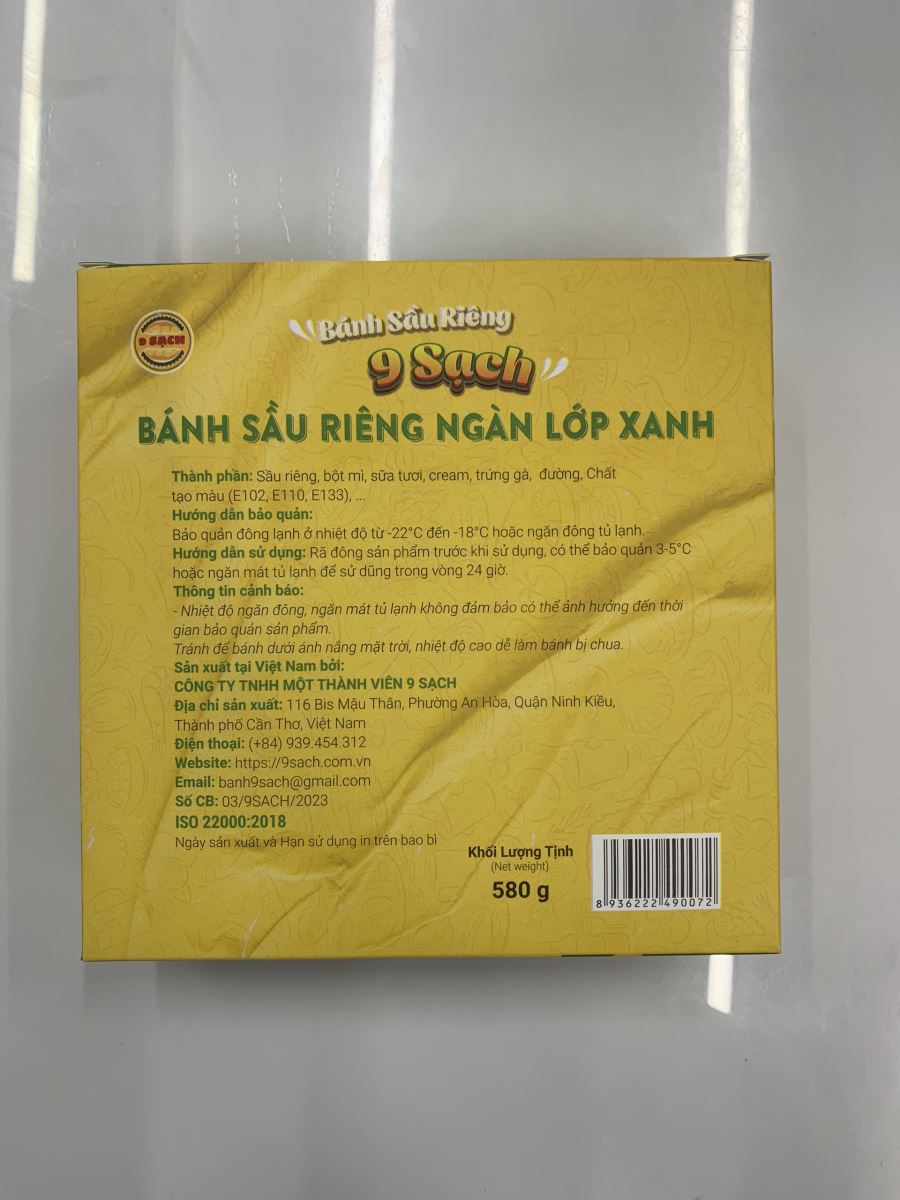 9 SẠCH
Bánh Sầu Riêng
9 Sạch
BÁNH SẦU RIÊNG NGÀN LỚP XANH
Thành phần: Sầu riêng, bột mì, sữa tươi, cream, trứng gà, đường, Chất
tạo màu (E102, E110, E133), ...
Hướng dẫn bảo quản:
Bảo quản đông lạnh ở nhiệt độ từ -22°C đến -18°C hoặc ngăn đông tủ lạnh.
Hướng dẫn sử dụng: Rã đông sản phẩm trước khi sử dụng, có thể bảo quản 3-5°C
hoặc ngăn mát tủ lạnh để sử dũng trong vòng 24 giờ.
Thông tin cảnh báo:
- Nhiệt độ ngăn đông, ngăn mát tủ lạnh không đảm bảo có thể ảnh hưởng đến thời
gian bảo quản sản phẩm.
Tránh để bánh dưới ánh nắng mặt trời, nhiệt độ cao dễ làm bánh bị chua.
Sản xuất tại Việt Nam bởi:
CÔNG TY TNHH MỘT THÀNH VIÊN 9 SẠCH
Địa chỉ sản xuất: 116 Bis Mậu Thân, Phường An Hòa, Quận Ninh Kiều,
Thành phố Cần Thơ, Việt Nam
Điện thoại: (+84) 939.454.312
Website: https://9sach.com.vn
Email: banh9sach@gmail.com
Số CB: 03/9SACH/2023
ISO 22000:2018
Ngày sản xuất và Hạn sử dụng in trên bao bì
Khối Lượng Tịnh
(Net weight)
580 g
8 936222 490072